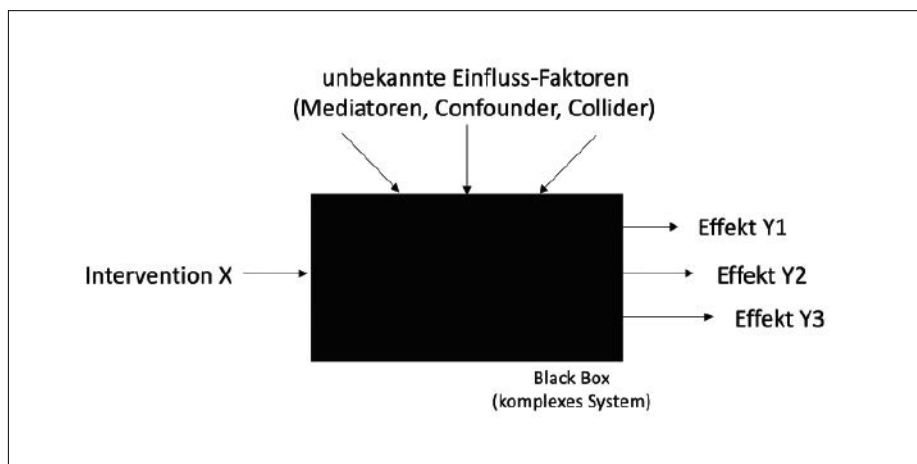 unbekannte Einfluss-Faktoren
(Mediatoren, Confounder, Collider)
Effekt Y1
Intervention X
Effekt Y2
Effekt Y3
Black Box
(komplexes System)